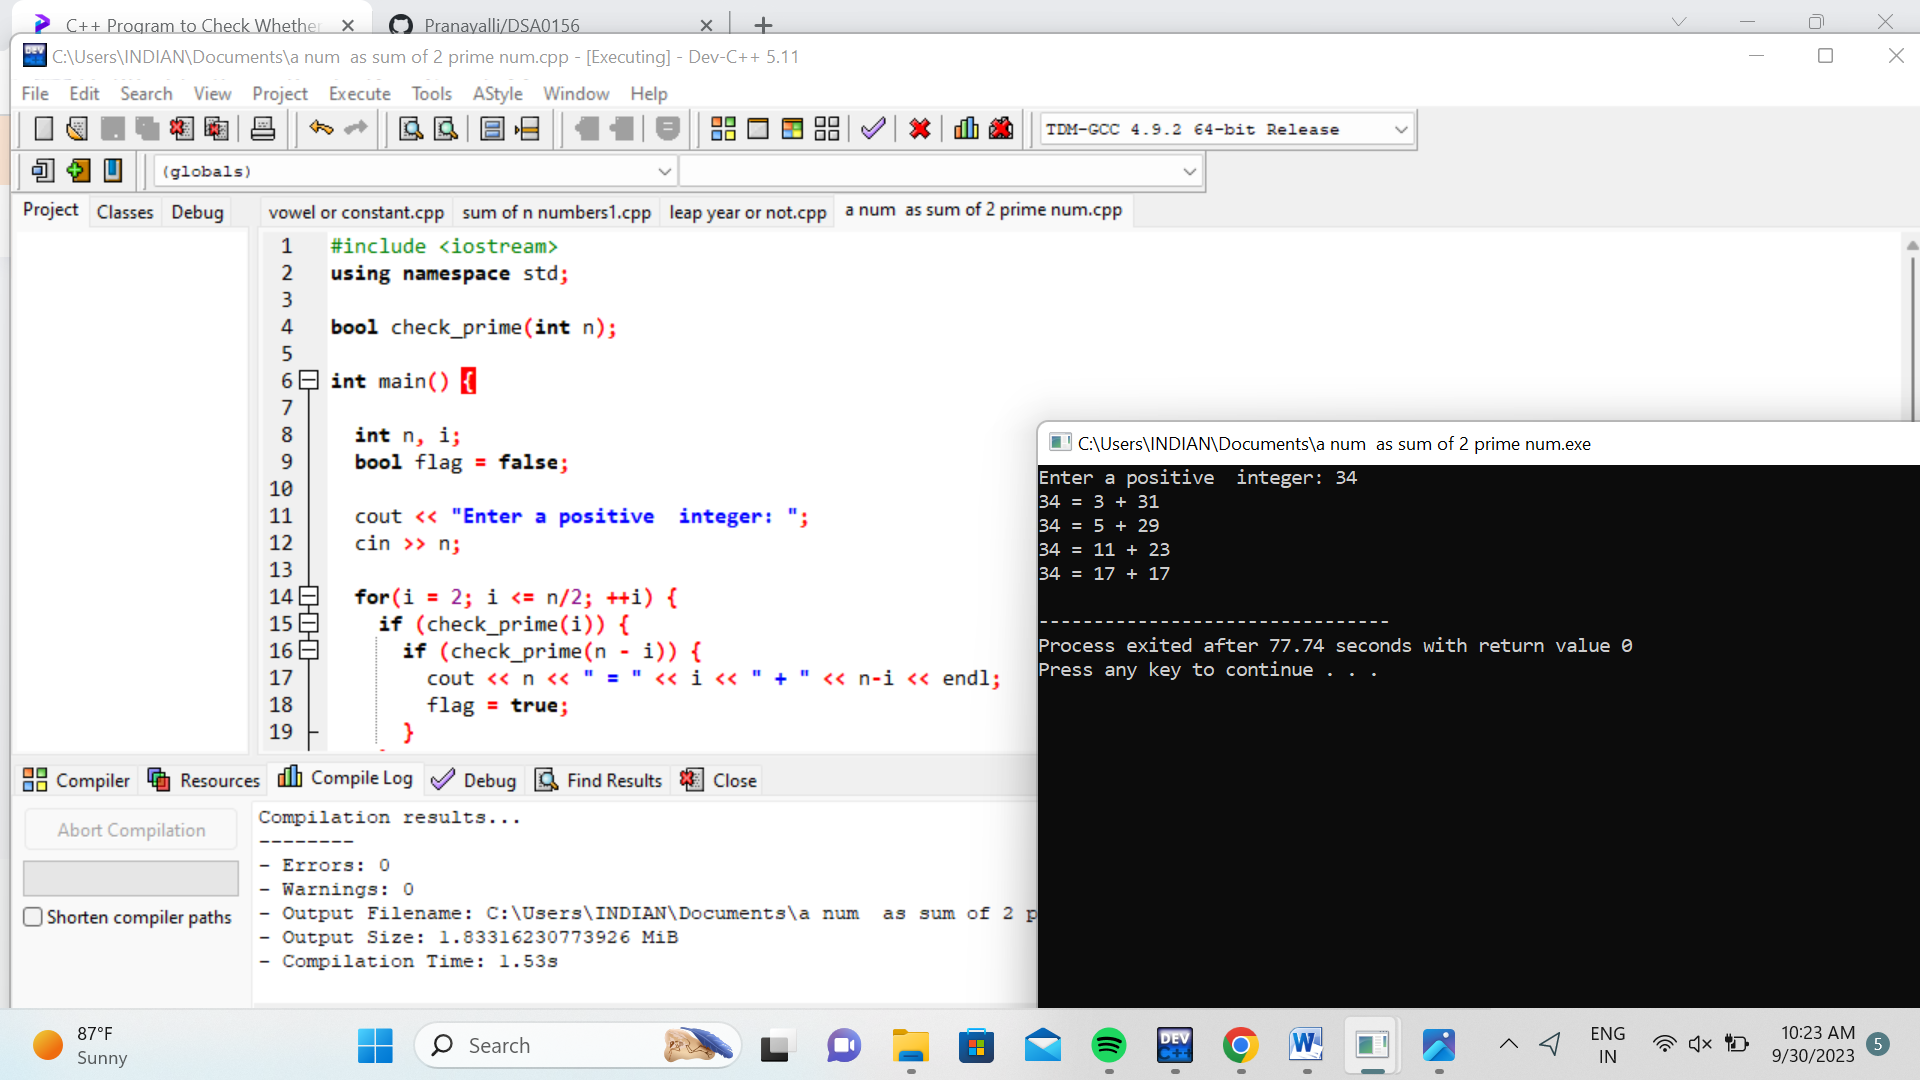 C++ Program to Check Whether
Pranayalli/DSA0156
C:\Users\INDIAN\Documents\a num  as sum of 2 prime num.cpp - [Executing] - Dev-C++ 5.11
File Edit Search View Project Execute Tools AStyle Window Help
TDM-GCC 4.9.2 64-bit Release
(globals)
Project Classes Debug
vowel or constant.cpp sum of n numbers1.cpp leap year or not.cpp a num  as sum of 2 prime num.cpp
1 #include <iostream>
2 using namespace std;
3
4 bool check_prime(int n);
5
6 int main() {
7
8 int n, i;
9 bool flag = false;
10
11 cout << "Enter a positive  integer: ";
12 cin >> n;
13
14 for(i = 2; i <= n/2; ++i) {
15 if (check_prime(i)) {
16 if (check_prime(n - i)) {
17 cout << n << " = " << i << " + " << n-i << endl;
18 flag = true;
19 }
C:\Users\INDIAN\Documents\a num  as sum of 2 prime num.exe
Enter a positive  integer: 34
34 = 3 + 31
34 = 5 + 29
34 = 11 + 23
34 = 17 + 17
--------------------------------
Process exited after 77.74 seconds with return value 0
Press any key to continue . . .
Compiler Resources Compile Log Debug Find Results Close
Abort Compilation
Shorten compiler paths
Compilation results...
--------
- Errors: 0
- Warnings: 0
- Output Filename: C:\Users\INDIAN\Documents\a num  as sum of 2 p
- Output Size: 1.83316230773926 MiB
- Compilation Time: 1.53s
87°F
Sunny
Search
DEV C++
ENG
IN
10:23 AM
9/30/2023
5